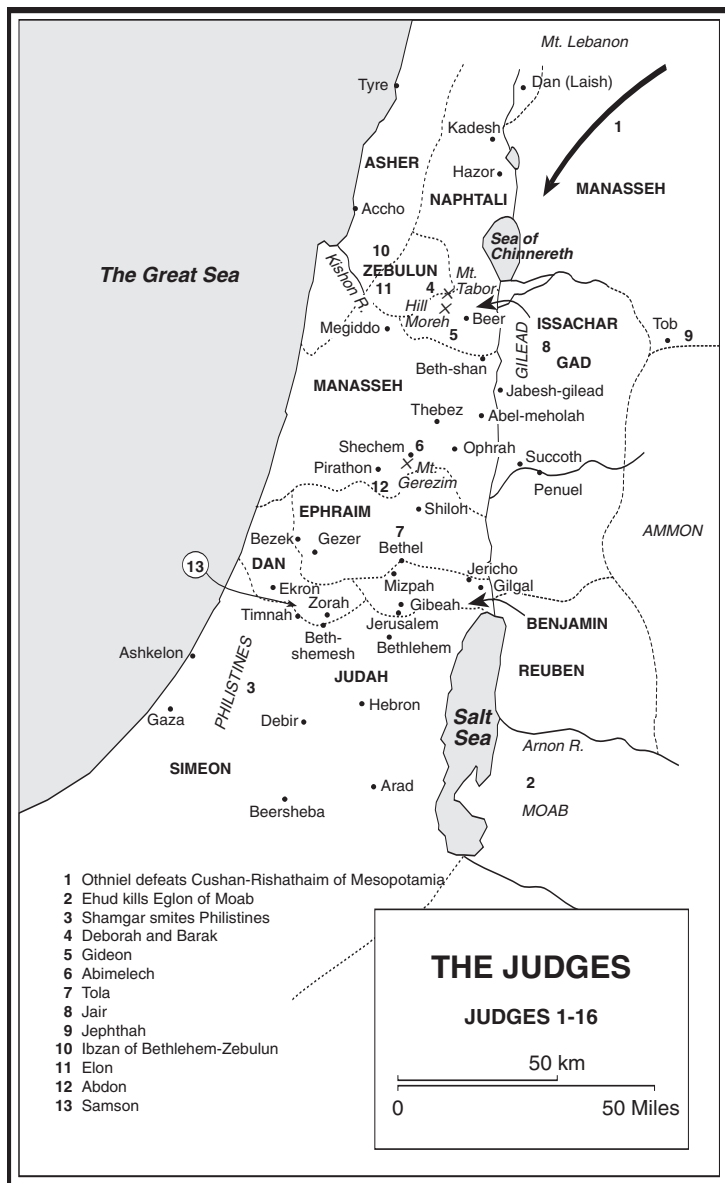 Mt. Lebanon
Tyre
Dan (Laish)
1
Kadesh
ASHER
Hazor
MANASSEH
NAPHTALI
Accho
Sea of
Chinnereth
The Great Sea
10
ZEBULUN
11
Kishon R.
4
Mt.
Tabor
Hill
Moreh
5
Beer
Megiddo
ISSACHAR
8
GAD
GILEAD
Tob
9
Beth-shan
MANASSEH
Jabesh-gilead
Thebez
Abel-meholah
Shechem
6
Ophrah
Succoth
Pirathon
Mt.
Gerezim
12
Penuel
EPHRAIM
Shiloh
AMMON
Bezek
Gezer
7
Bethel
DAN
13
Jericho
Ekron
Mizpah
Gilgal
Zorah
Gibeah
Timnah
Jerusalem
BENJAMIN
Beth-
shemesh
Bethlehem
Ashkelon
PHILISTINES
3
JUDAH
REUBEN
Hebron
Gaza
Debir
Salt
Sea
Arnon R.
SIMEON
Arad
2
MOAB
Beersheba
1 Othniel defeats Cushan-Rishathaim of Mesopotamia
2 Ehud kills Eglon of Moab
3 Shamgar smites Philistines
4 Deborah and Barak
5 Gideon
6 Abimelech
7 Tola
8 Jair
9 Jephthah
10 Ibzan of Bethlehem-Zebulun
11 Elon
12 Abdon
13 Samson
THE JUDGES
JUDGES 1-16
50 km
0
50 Miles